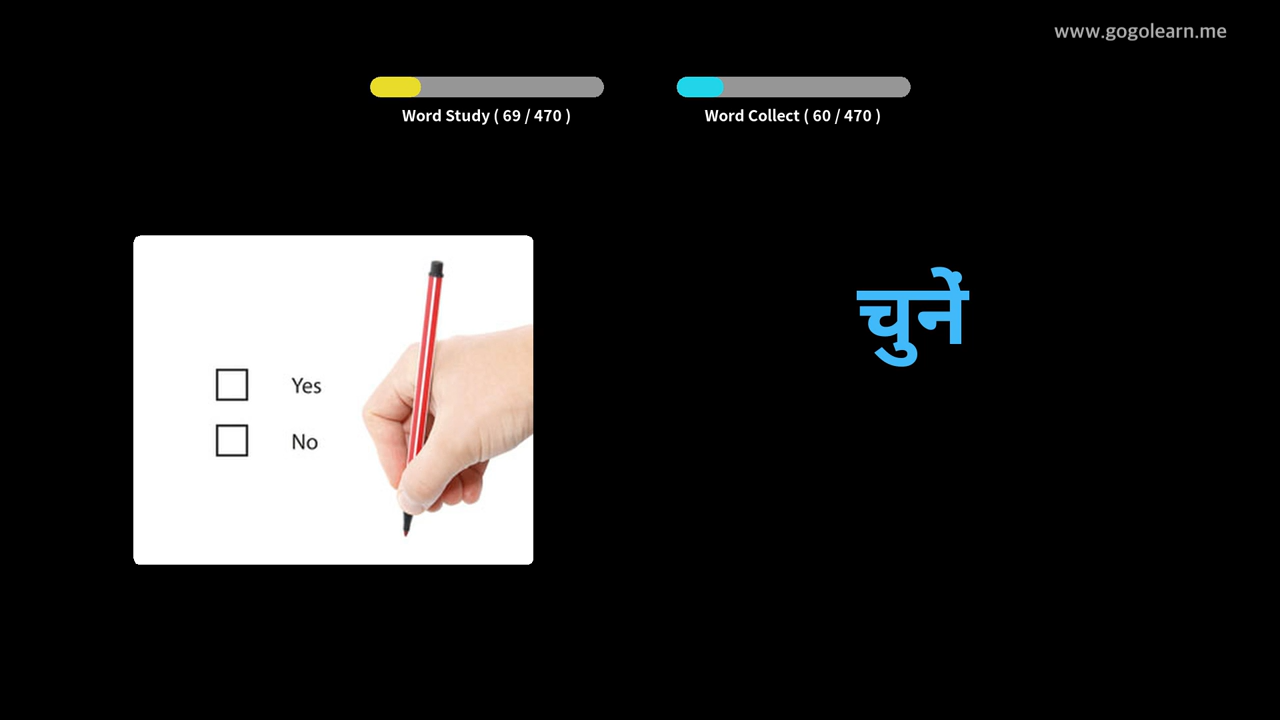 www.gogolearn.me
Word Study ( 69 / 470 )
Word Collect ( 60 / 470 )
चुनें
Yes
No